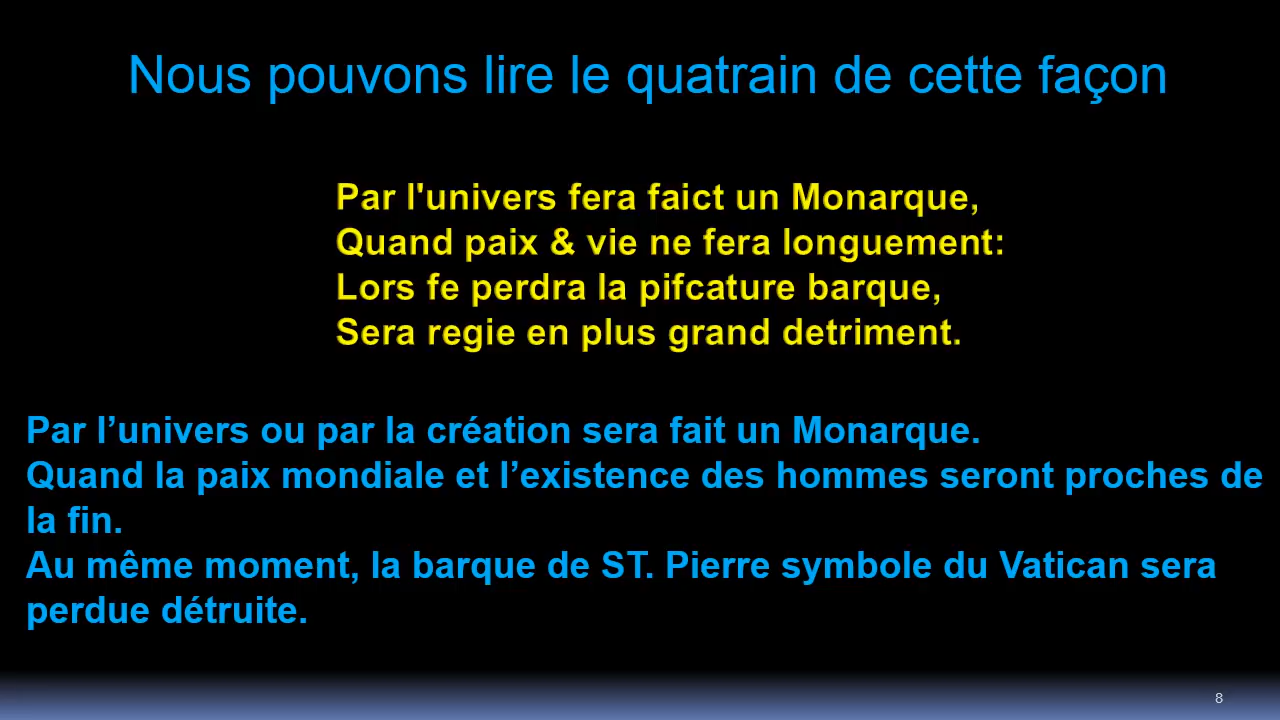 Nous pouvons lire le quatrain de cette façon
Par l'univers fera faict un Monarque,
Quand paix & vie ne fera longuement:
Lors fe perdra la pifcature barque,
Sera regie en plus grand detriment.
Par l’univers ou par la création sera fait un Monarque.
Quand la paix mondiale et l’existence des hommes seront proches de
la fin.
Au même moment, la barque de ST. Pierre symbole du Vatican sera
perdue détruite.
8